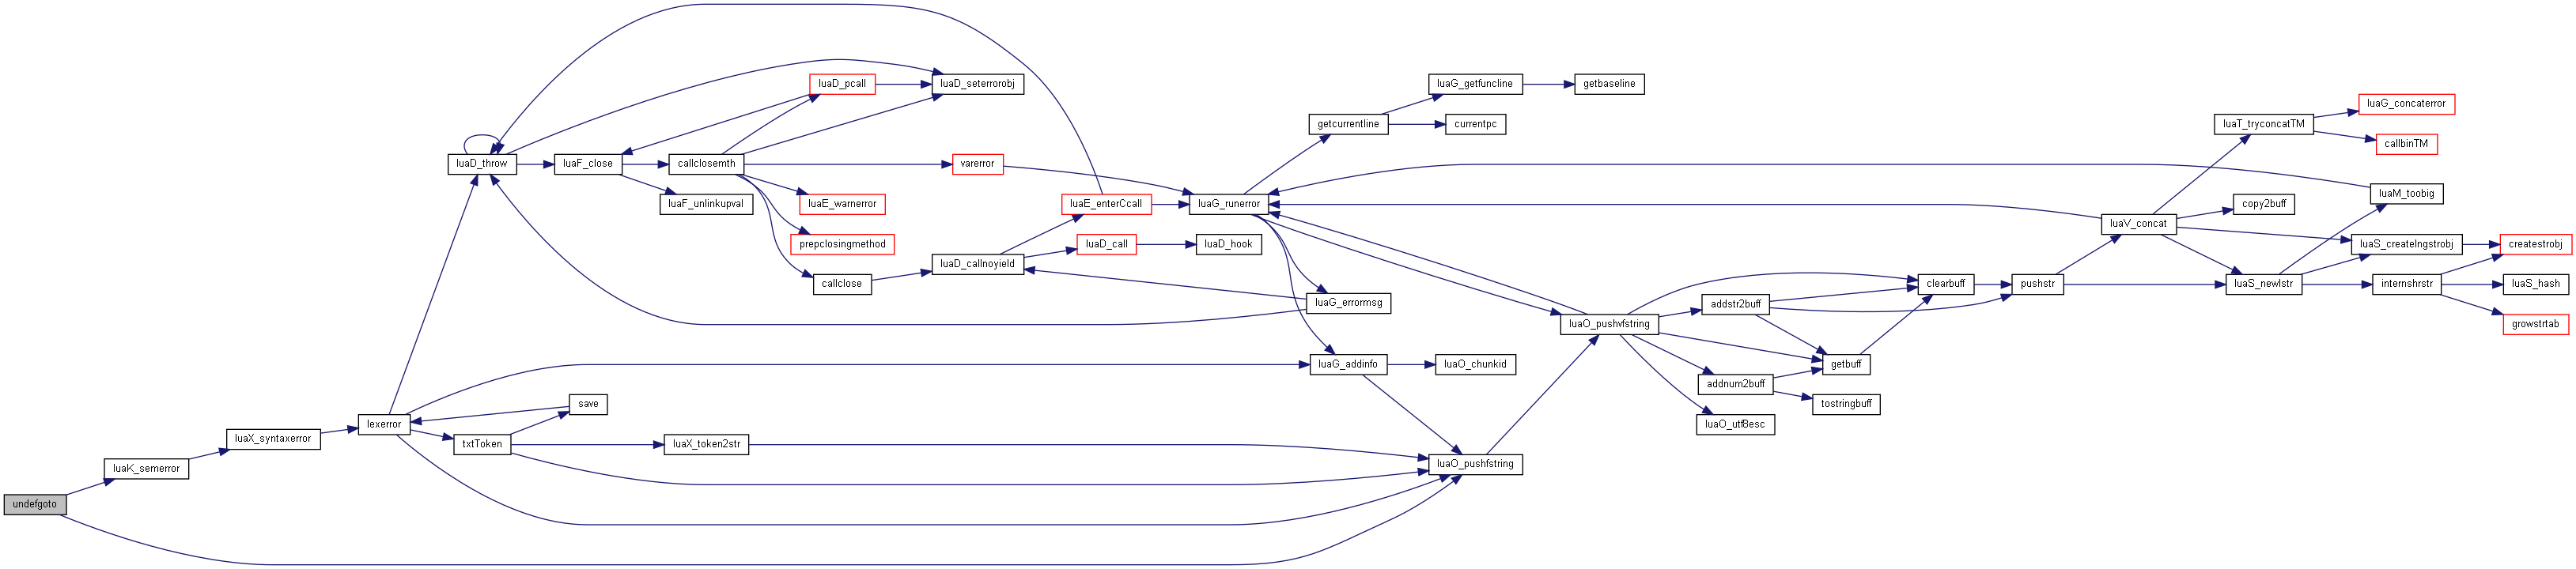 undefgoto
luaK_semerror
luaX_syntaxerror
lexerror
luaD_throw
luaF_close
luaF_unlinkupval
callclosemth
luaD_pcall
luaD_seterrorobj
varerror
luaE_warnerror
prepclosingmethod
callclose
luaD_callnoyield
luaE_enterCcall
luaD_call
luaD_hook
luaG_runerror
getcurrentline
luaG_getfuncline
getbaseline
currentpc
luaG_errormsg
luaG_addinfo
luaO_chunkid
save
txtToken
luaX_token2str
luaO_pushfstring
luaO_pushvfstring
addstr2buff
addnum2buff
luaO_utf8esc
getbuff
tostringbuff
clearbuff
pushstr
luaV_concat
luaT_tryconcatTM
luaG_concaterror
callbinTM
copy2buff
luaM_toobig
luaS_createlngstrobj
luaS_newlstr
internshrstr
createstrobj
luaS_hash
growstrtab